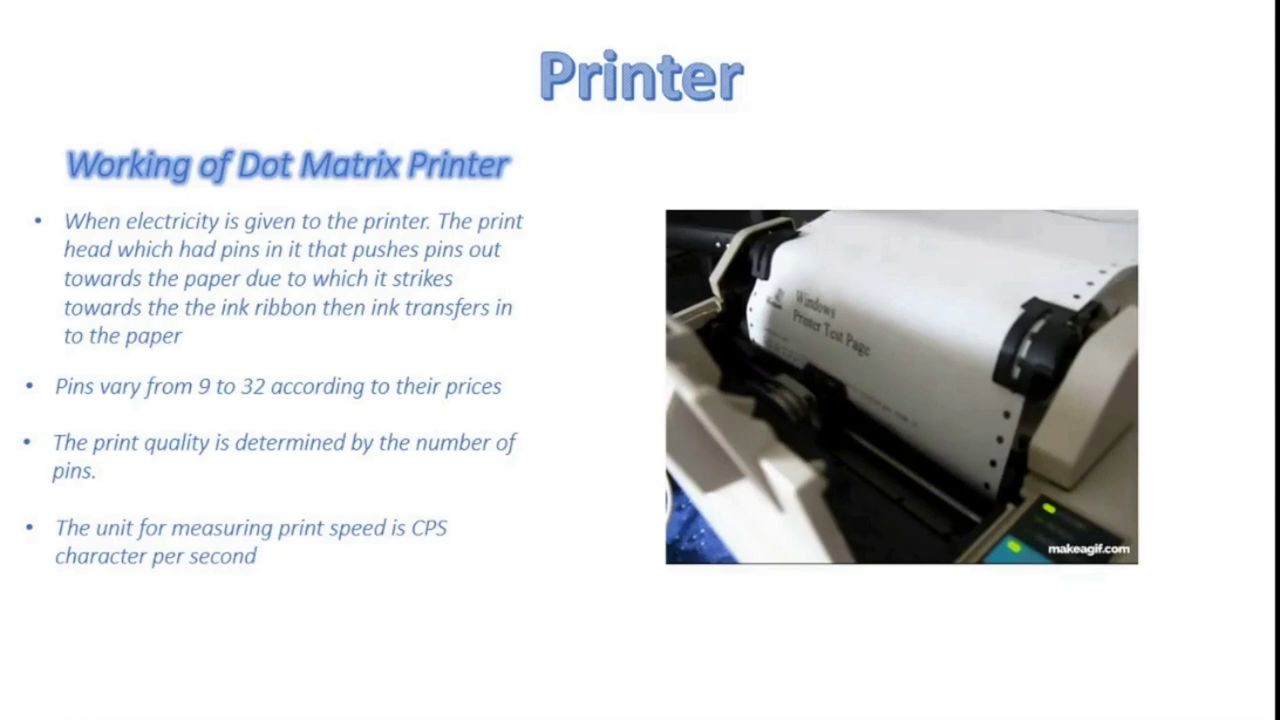 Printer
Working of Dot Matrix Printer
• When electricity is given to the printer. The print
head which had pins in it that pushes pins out
towards the paper due to which it strikes
towards the the ink ribbon then ink transfers in
to the paper
• Pins vary from 9 to 32 according to their prices
• The print quality is determined by the number of
pins.
• The unit for measuring print speed is CPS
character per second
Windows
Printer Test Page
makeagif.com